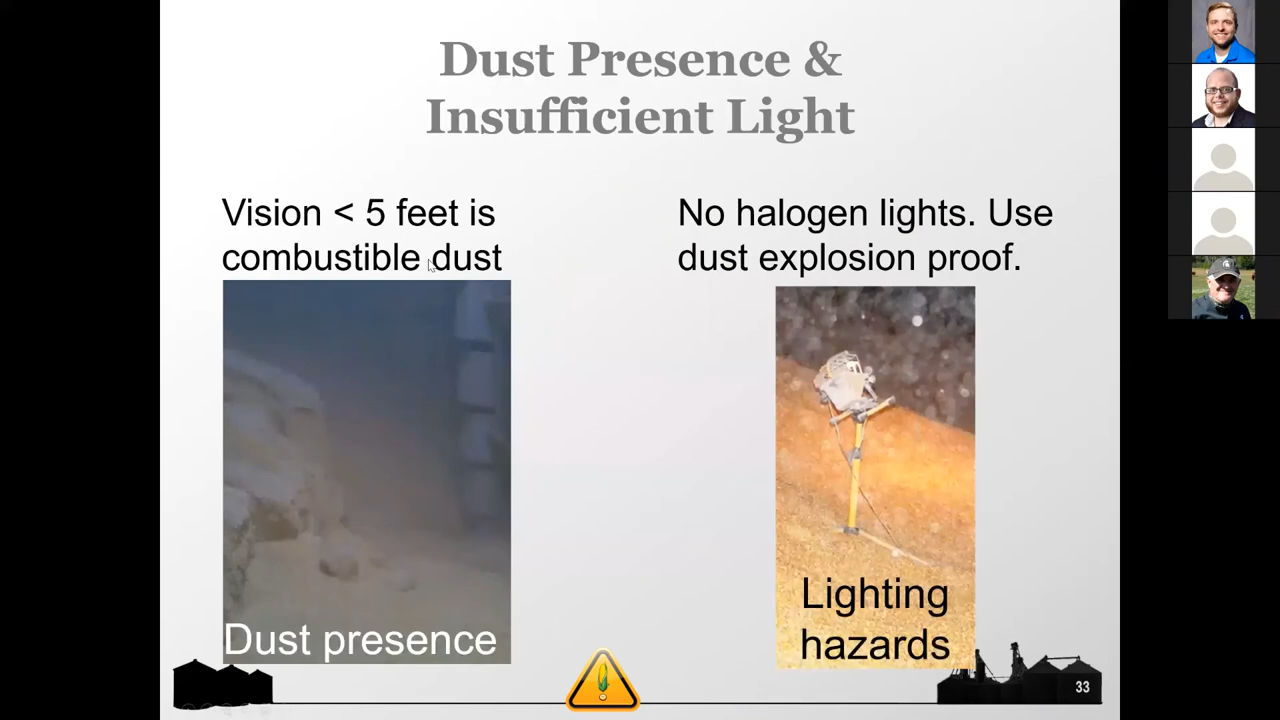 Dust Presence &
Insufficient Light
Vision < 5 feet is
combustible dust
No halogen lights. Use
dust explosion proof.
Dust presence
Lighting
hazards
33